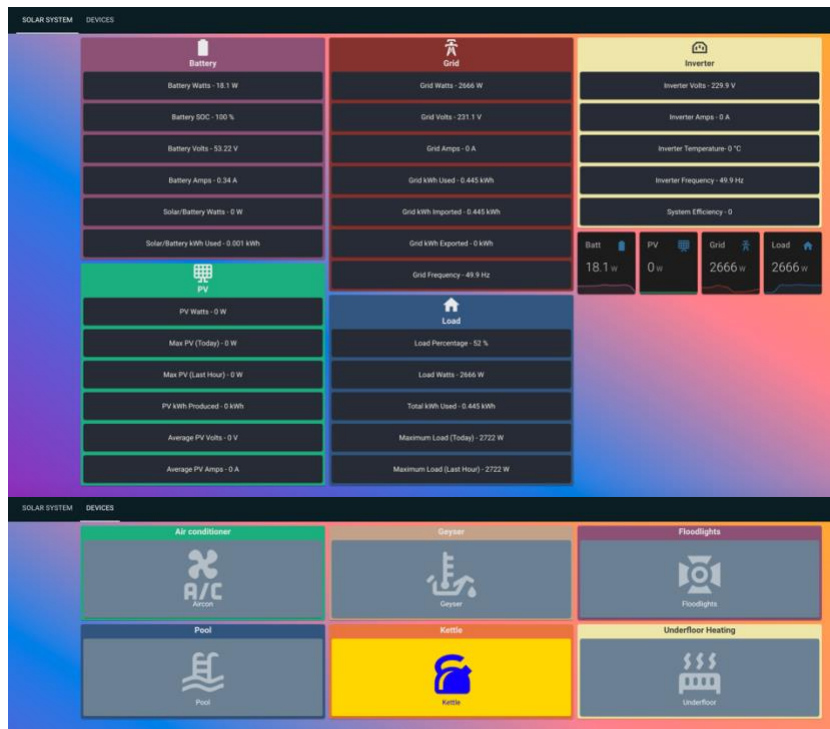 SOLAR SYSTEM DEVICES
Battery
Battery Watts - 18.1 W
Battery SOC - 100 %
Battery Volts - 53.22 V
Battery Amps - 0.34 A
Solar/Battery Watts - 0 W
Solar/Battery kWh Used - 0.001 kWh
PV
PV Watts - 0 W
Max PV (Today) - 0 W
Max PV (Last Hour) - 0 W
PV kWh Produced - 0 kWh
Average PV Volts - 0 V
Average PV Amps - 0 A
Grid
Grid Watts - 2666 W
Grid Volts - 231.1 V
Grid Amps - 0 A
Grid kWh Used - 0.445 kWh
Grid kWh Imported - 0.445 kWh
Grid kWh Exported - 0 kWh
Grid Frequency - 49.9 Hz
Load
Load Percentage - 52 %
Load Watts - 2666 W
Total kWh Used - 0.445 kWh
Maximum Load (Today) - 2722 W
Maximum Load (Last Hour) - 2722 W
Inverter
Inverter Volts - 229.9 V
Inverter Amps - 0 A
Inverter Temperature- 0 °C
Inverter Frequency - 49.9 Hz
System Efficiency - 0
Batt PV Grid Load
18.1 W 0 W 2666 W 2666 W
SOLAR SYSTEM DEVICES
Air conditioner
A/C
Aircon
Geyser
Geyser
Floodlights
Floodlights
Pool
Pool
Kettle
Kettle
Underfloor Heating
Underfloor